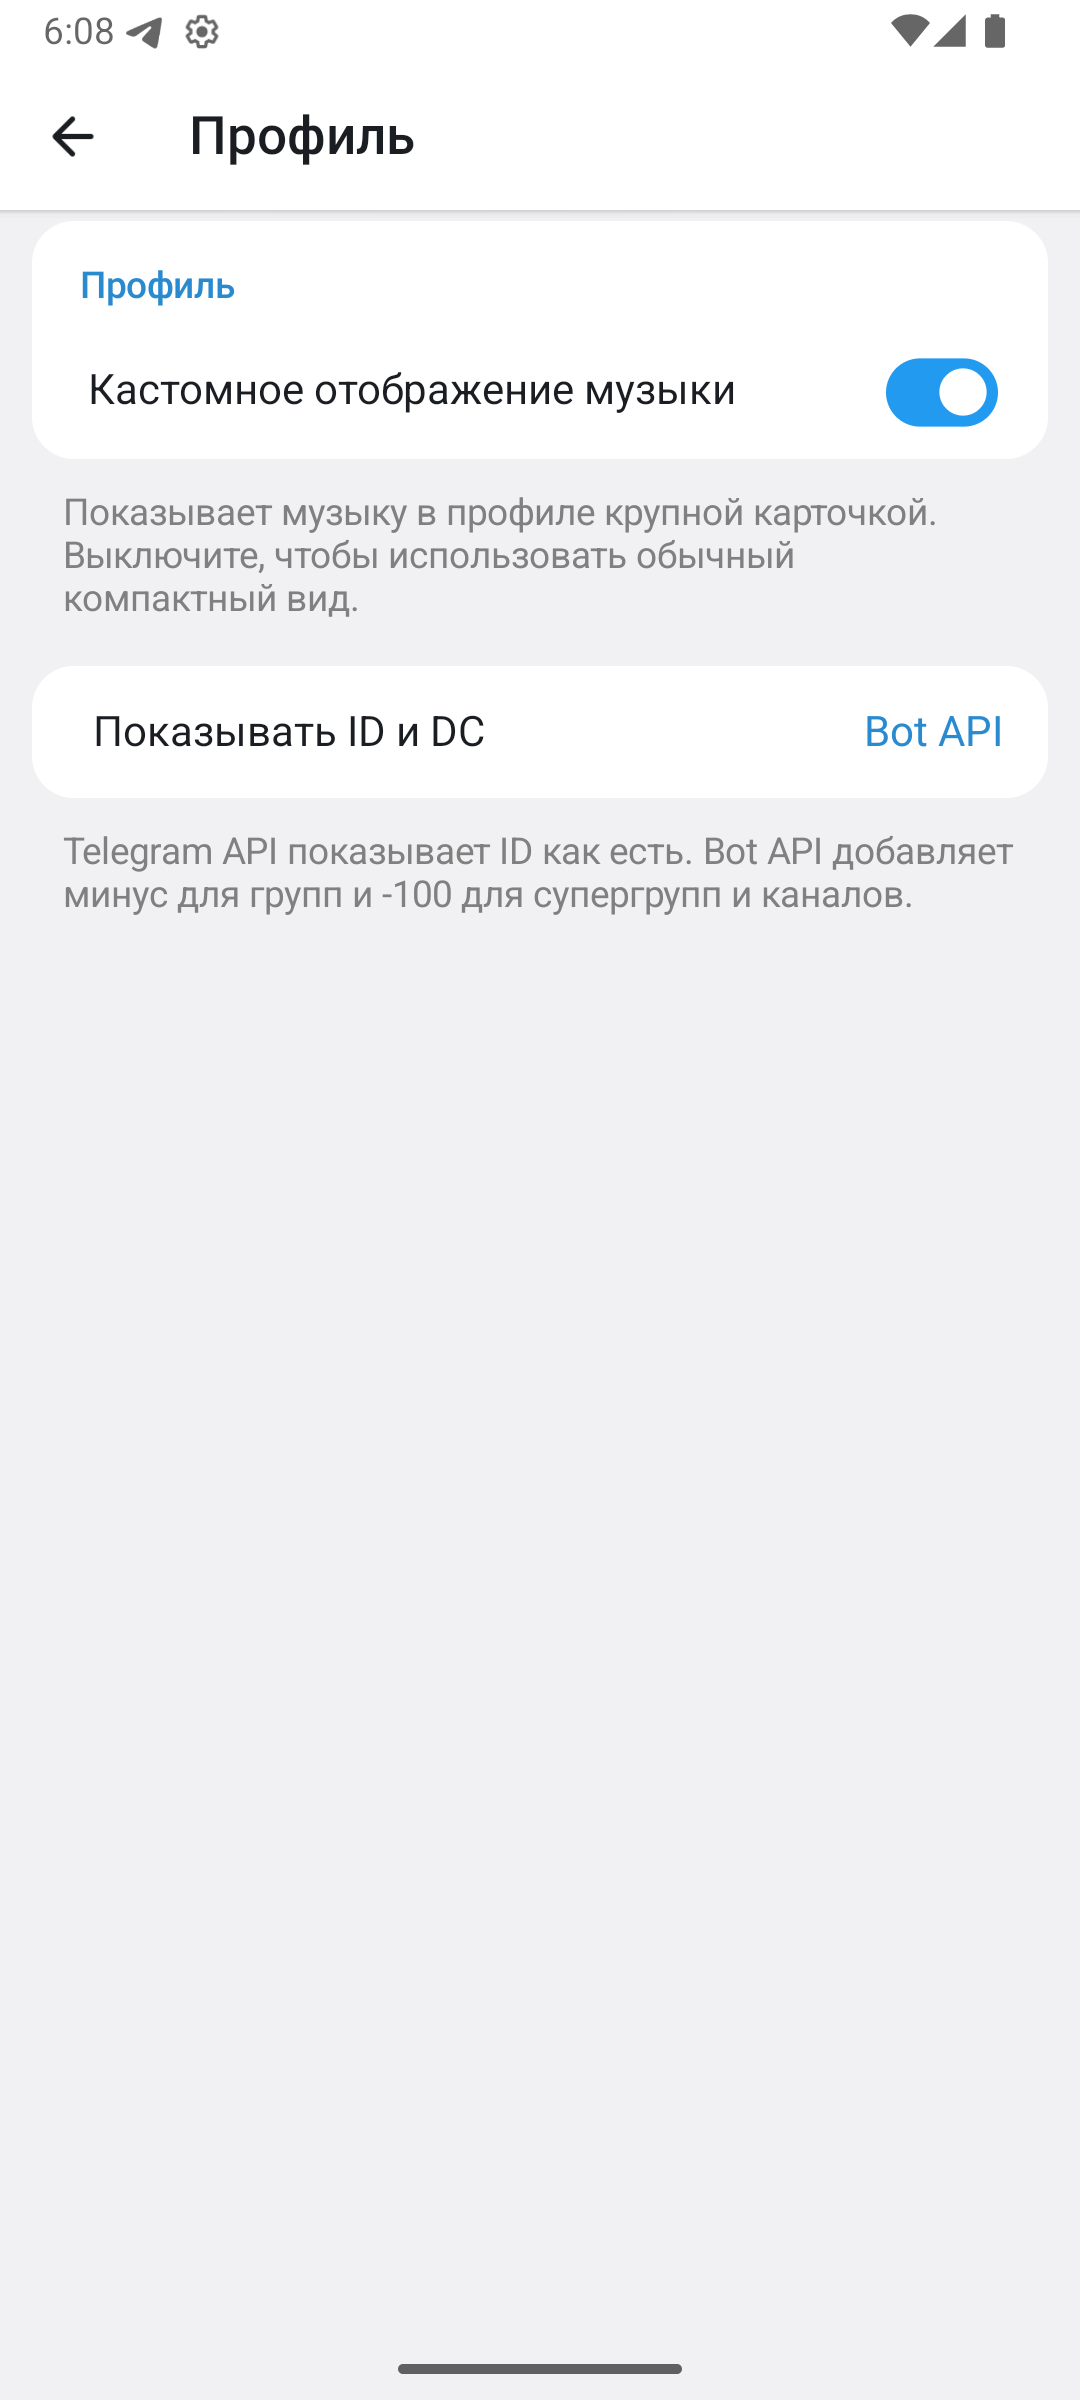 6:08
Профиль
Профиль
Кастомное отображение музыки
Показывает музыку в профиле крупной карточкой.
Выключите, чтобы использовать обычный
компактный вид.
Показывать ID и DC Bot API
Telegram API показывает ID как есть. Bot API добавляет
минус для групп и -100 для супергрупп и каналов.